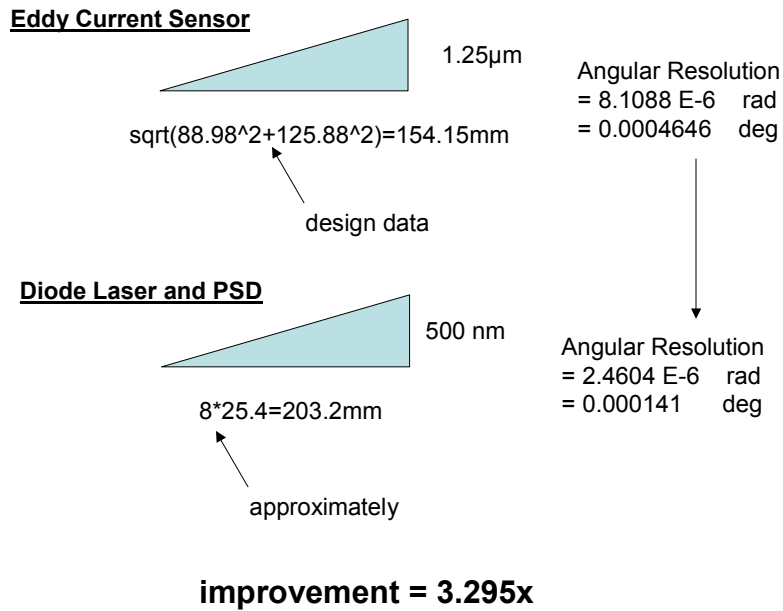 Eddy Current Sensor
1.25µm
sqrt(88.98^2+125.88^2)=154.15mm
design data
Angular Resolution
= 8.1088 E-6 rad
= 0.0004646 deg
Diode Laser and PSD
500 nm
8*25.4=203.2mm
approximately
Angular Resolution
= 2.4604 E-6 rad
= 0.000141 deg
improvement = 3.295x